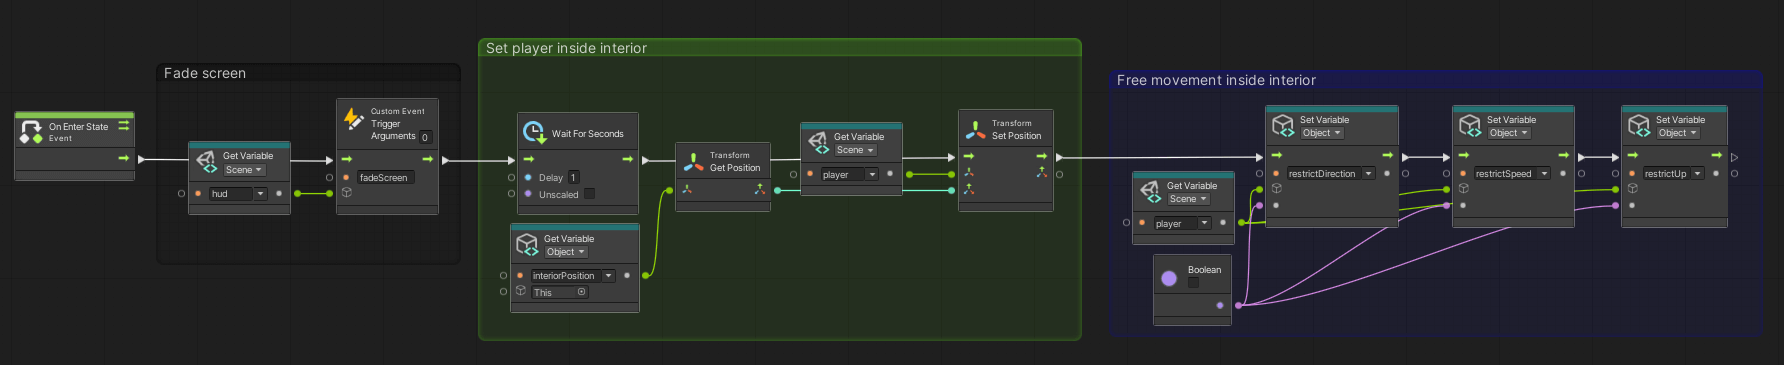 On Enter State
Event
Fade screen
Get Variable
Scene
hud
Custom Event
Trigger
Arguments 0
fadeScreen
Set player inside interior
Wait For Seconds
Delay 1
Unscaled
Get Variable
Object
interiorPosition
This
Transform
Get Position
Get Variable
Scene
player
Transform
Set Position
Free movement inside interior
Get Variable
Scene
player
Boolean
Set Variable
Object
restrictDirection
Set Variable
Object
restrictSpeed
Set Variable
Object
restrictUp